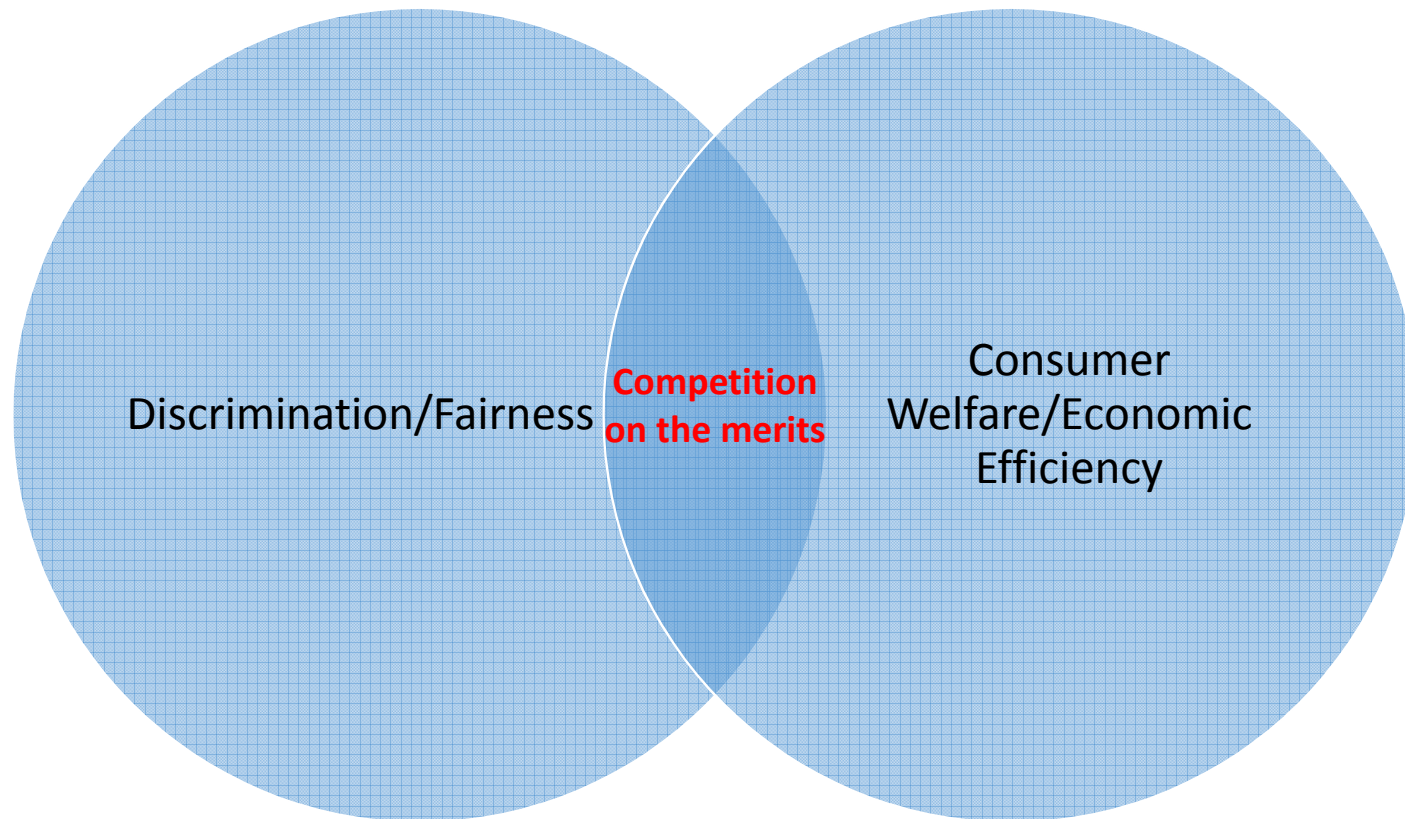 Discrimination/Fairness
Competition
on the merits
Consumer
Welfare/Economic
Efficiency